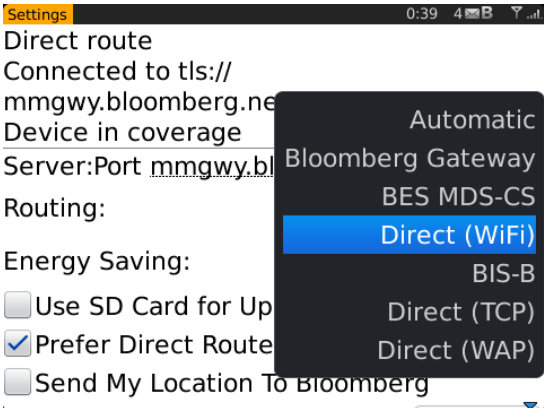 Settings 0:39 4 B
Direct route
Connected to tls://
mmgwy.bloomberg.ne
Device in coverage
Server:Port mmgwy.bl
Routing:
Energy Saving:
Use SD Card for Up
Prefer Direct Route
Send My Location To Bloomberg
Automatic
Bloomberg Gateway
BES MDS-CS
Direct (WiFi)
BIS-B
Direct (TCP)
Direct (WAP)